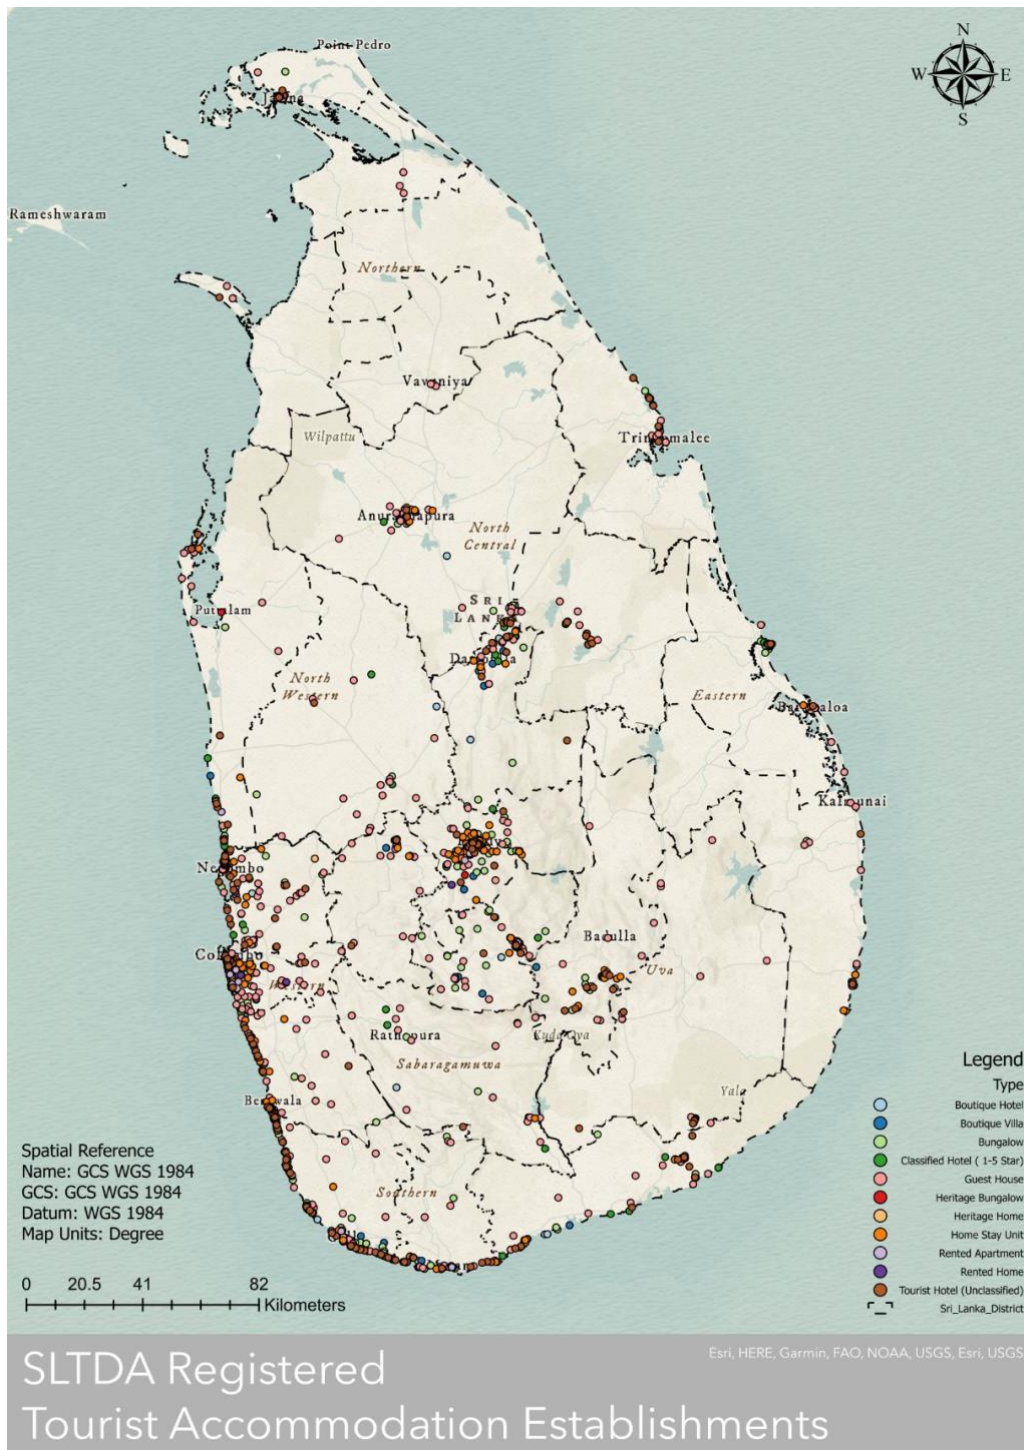 Point Pedro
N
W
E
S
Jaffna
Rameshwaram
Northern
Vavuniya
Wilpattu
Trincomalee
Anuradhapura
North
Central
SRI
LANKA
Puttalam
North
Western
Eastern
Batticaloa
Kalmunai
Negombo
Badulla
Colombo
Uva
Western
Ratnapura
Kuda Oya
Sabaragamuwa
Yala
Beruwala
Southern
Legend
Type
Boutique Hotel
Boutique Villa
Bungalow
Classified Hotel ( 1-5 Star)
Guest House
Heritage Bungalow
Heritage Home
Home Stay Unit
Rented Apartment
Rented Home
Tourist Hotel (Unclassified)
Sri_Lanka_District
Spatial Reference
Name: GCS WGS 1984
GCS: GCS WGS 1984
Datum: WGS 1984
Map Units: Degree
0 20.5 41 82
Kilometers
Esri, HERE, Garmin, FAO, NOAA, USGS, Esri, USGS
SLTDA Registered
Tourist Accommodation Establishments